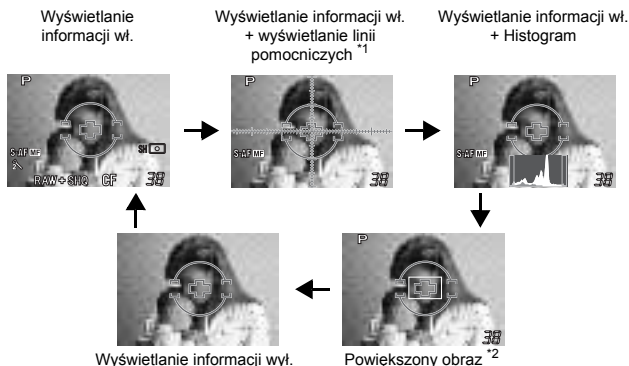 Wyświetlanie
informacji wł.
Wyświetlanie informacji wł.
+ wyświetlanie linii
pomocniczych *1
Wyświetlanie informacji wł.
+ Histogram
P
S-AF MF
SH
RAW+SHQ CF 38
P
S-AF MF
38
P
S-AF MF
38
P
38
Wyświetlanie informacji wył.
Powiększony obraz *2